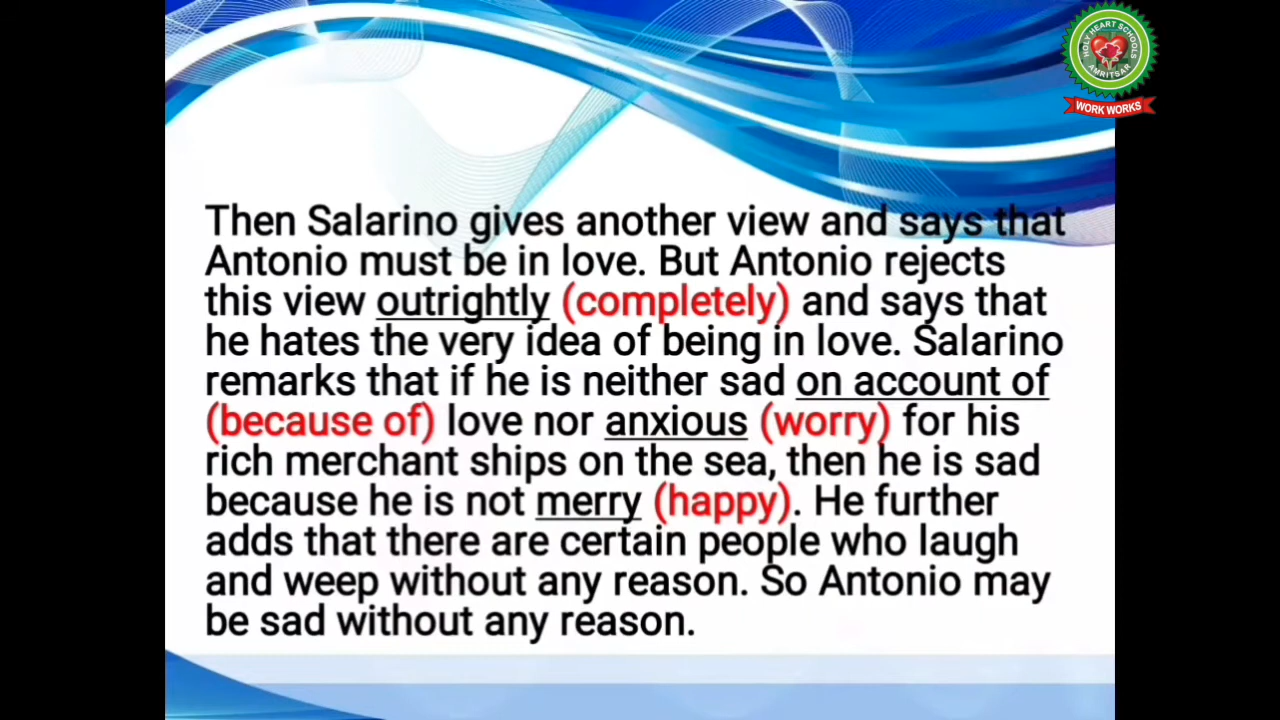 HOLY HEART SCHOOLS
AMRITSAR
WORK WORKS
Then Salarino gives another view and says that
Antonio must be in love. But Antonio rejects
this view outrightly (completely) and says that
he hates the very idea of being in love. Salarino
remarks that if he is neither sad on account of
(because of) love nor anxious (worry) for his
rich merchant ships on the sea, then he is sad
because he is not merry (happy). He further
adds that there are certain people who laugh
and weep without any reason. So Antonio may
be sad without any reason.